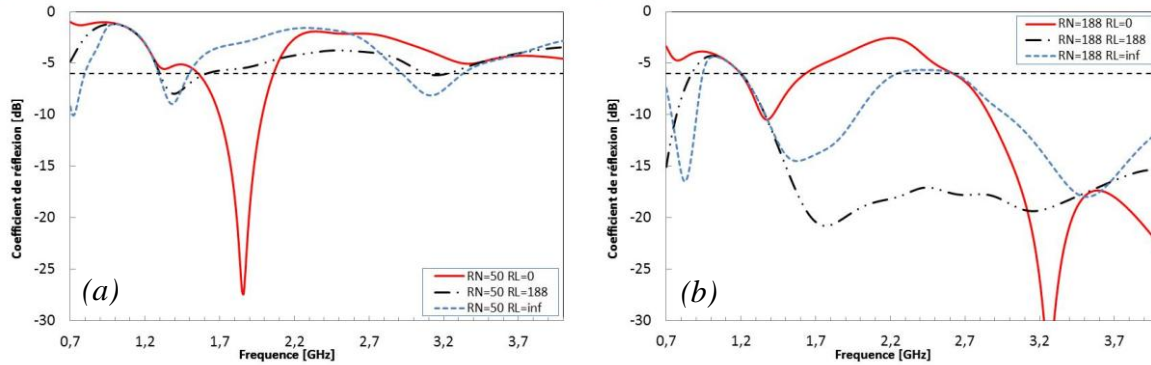 0
-5
-10
-15
-20
-25
-30
Coefficient de réflexion [dB]
(a)
RN=50 RL=0
RN=50 RL=188
RN=50 RL=inf
0,7
1,2
1,7
2,2
2,7
3,2
3,7
Frequence [GHz]
0
-5
-10
-15
-20
-25
-30
Coefficient de réflexion [dB]
RN=188 RL=0
RN=188 RL=188
RN=188 RL=inf
(b)
0,7
1,2
1,7
2,2
2,7
3,2
3,7
Frequence [GHz]